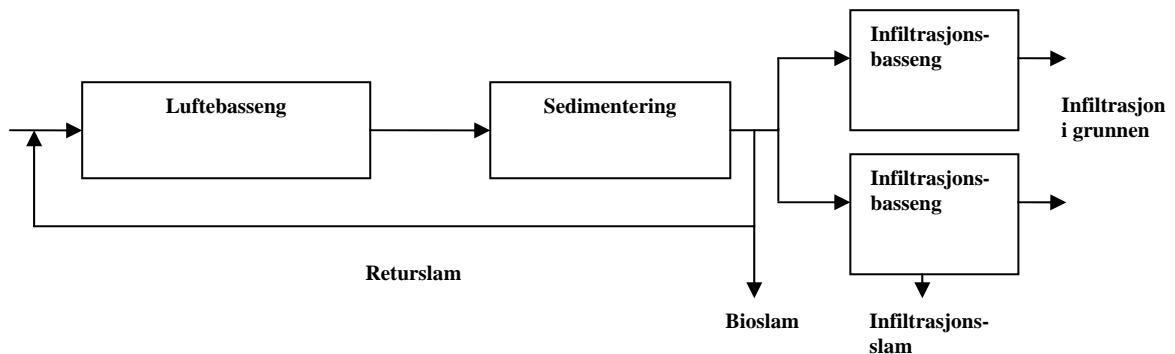 Infiltrasjons-
basseng
Luftebasseng
Sedimentering
Infiltrasjon
i grunnen
Infiltrasjons-
basseng
Returslam
Bioslam
Infiltrasjons-
slam